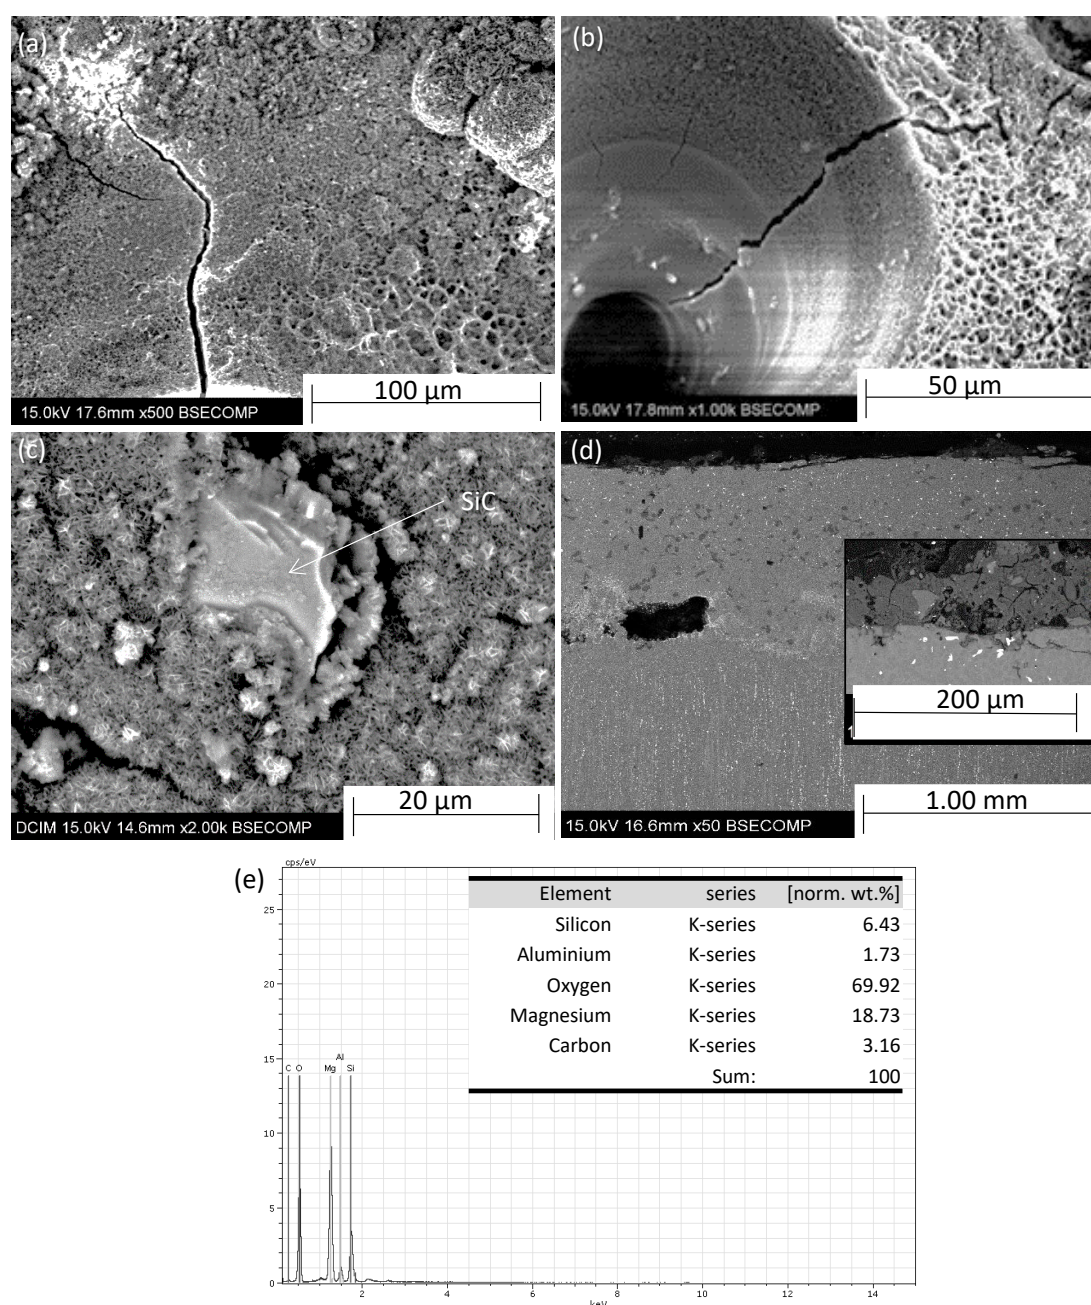 (a)
100 µm
15.0kV 17.6mm x500 BSECOMP
(b)
50 µm
15.0kV 17.8mm x1.00k BSECOMP
(c)
SiC
20 µm
DCIM 15.0kV 14.6mm x2.00k BSECOMP
(d)
200 µm
1.00 mm
15.0kV 16.6mm x50 BSECOMP
(e)
cps/eV
Element series [norm. wt.%]
Silicon K-series 6.43
Aluminium K-series 1.73
Oxygen K-series 69.92
Magnesium K-series 18.73
Carbon K-series 3.16
Sum: 100
25
20
15
10
5
0
Al
C O Mg Si
2 4 6 8 10 12 14
keV